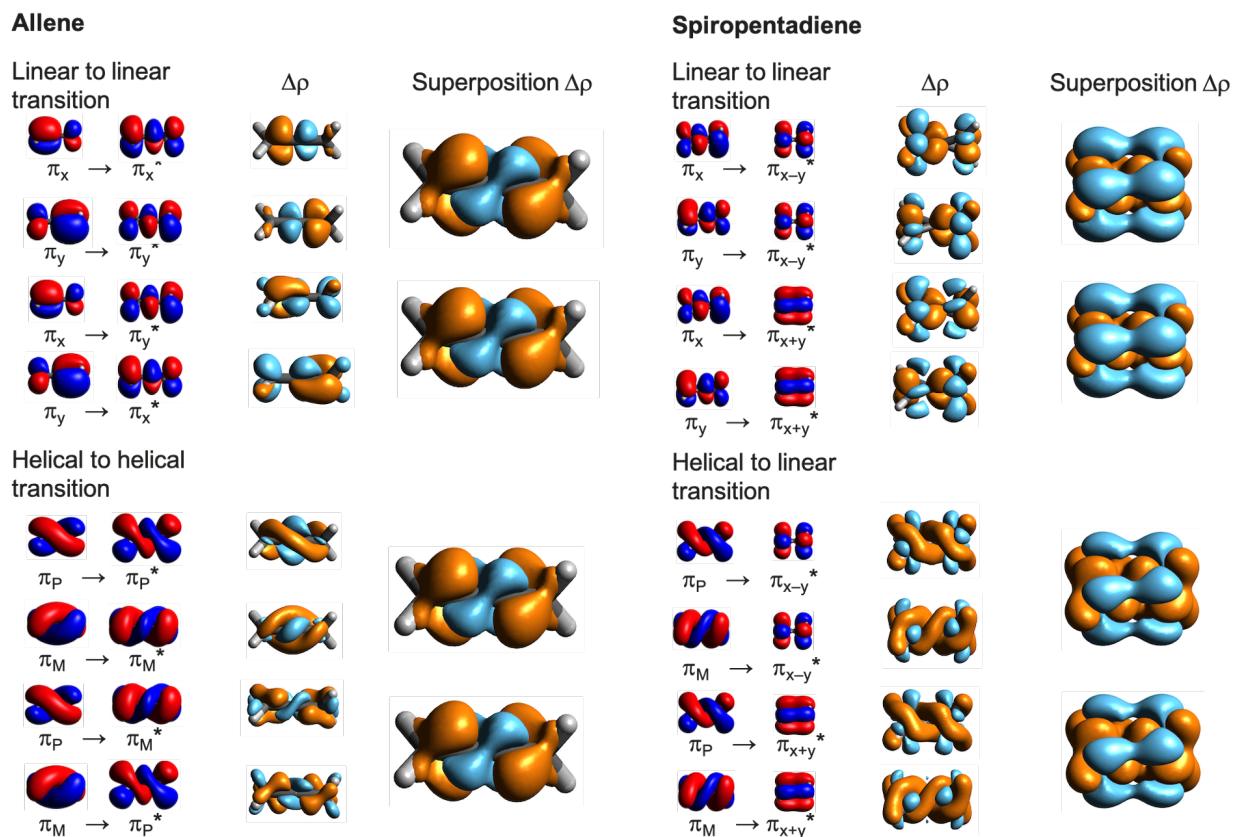 Allene
Linear to linear
transition
Δρ
Superposition Δρ
πx → πx*
πy → πy*
πx → πy*
πy → πx*
Helical to helical
transition
πP → πP*
πM → πM*
πP → πM*
πM → πP*
Spiropentadiene
Linear to linear
transition
Δρ
Superposition Δρ
πx → πx–y*
πy → πx–y*
πx → πx+y*
πy → πx+y*
Helical to linear
transition
πP → πx–y*
πM → πx–y*
πP → πx+y*
πM → πx+y*